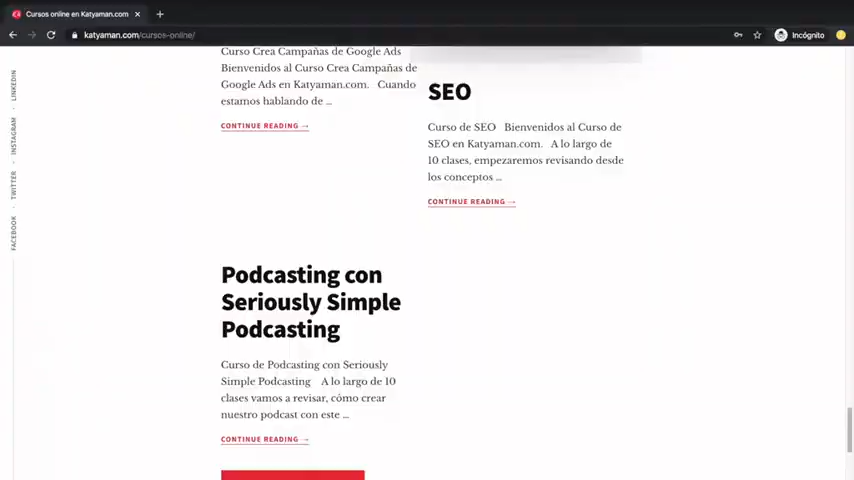 Cursos online en Katyaman.com
katyaman.com/cursos-online/
Incógnito
LINKEDIN
INSTAGRAM
TWITTER
FACEBOOK
Curso Crea Campañas de Google Ads
Bienvenidos al Curso Crea Campañas de
Google Ads en Katyaman.com. Cuando
estamos hablando de ...
CONTINUE READING →
SEO
Curso de SEO Bienvenidos al Curso de
SEO en Katyaman.com. A lo largo de
10 clases, empezaremos revisando desde
los conceptos ...
CONTINUE READING →
Podcasting con
Seriously Simple
Podcasting
Curso de Podcasting con Seriously
Simple Podcasting A lo largo de 10
clases vamos a revisar, cómo crear
nuestro podcast con este ...
CONTINUE READING →